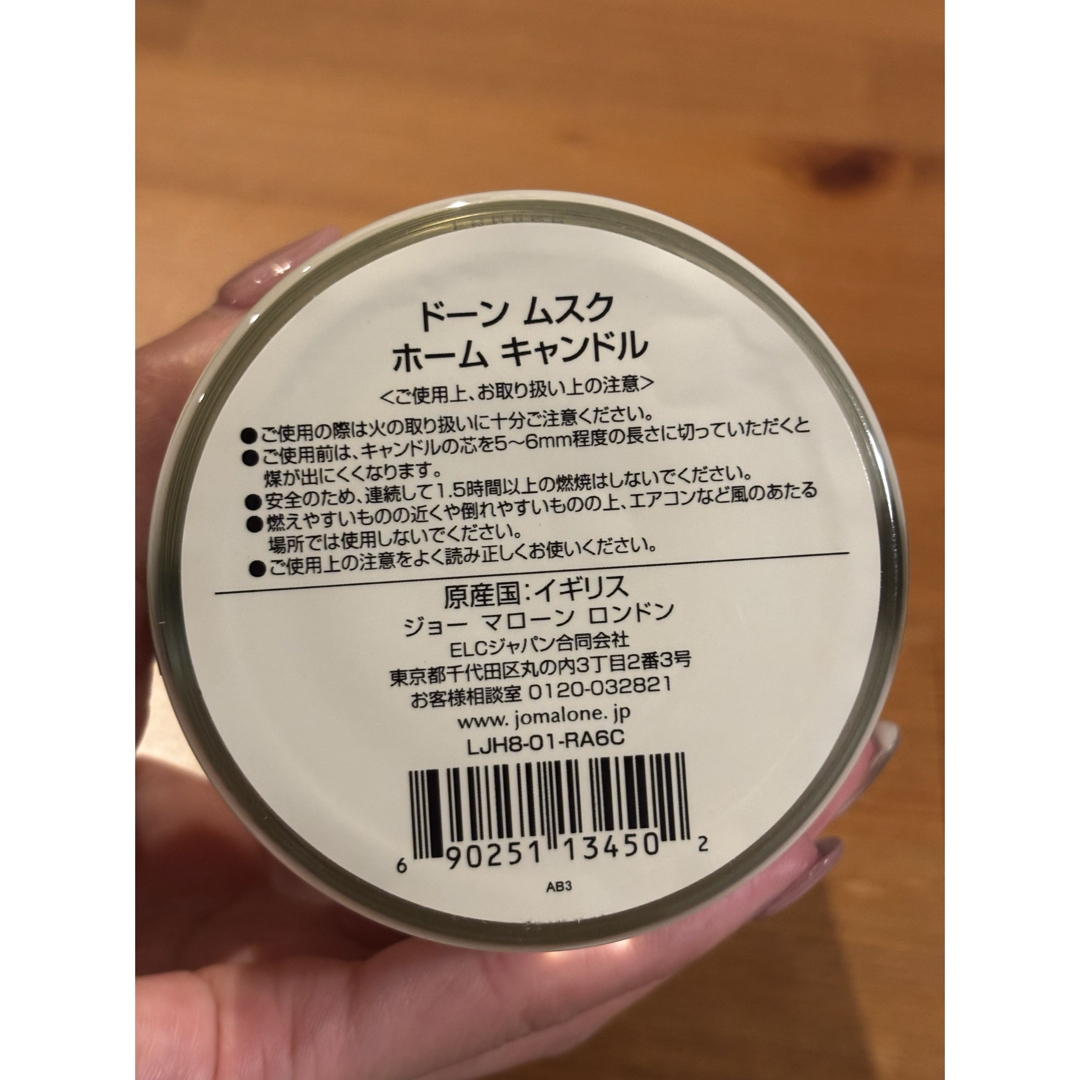 ドーン ムスク
ホーム キャンドル
<ご使用上、お取り扱い上の注意>
●ご使用の際は火の取り扱いに十分ご注意ください。
●ご使用前は、キャンドルの芯を5～6mm程度の長さに切っていただくと
煤が出にくくなります。
●安全のため、連続して1.5時間以上の燃焼はしないでください。
●燃えやすいものの近くや倒れやすいものの上、エアコンなど風のあたる
場所では使用しないでください。
●ご使用上の注意をよく読み正しくお使いください。
原産国：イギリス
ジョー マローン ロンドン
ELCジャパン合同会社
東京都千代田区丸の内3丁目2番3号
お客様相談室 0120-032821
www.jomalone.jp
LJH8-01-RA6C
6 90251 13450 2
AB3